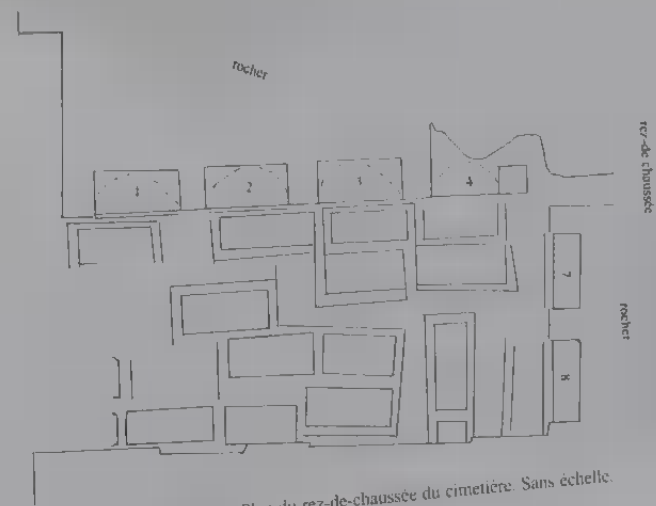 rocher
1
2
3
4
rez-de chaussée
7
rocher
8
du rez-de-chaussée du cimetière. Sans échelle.